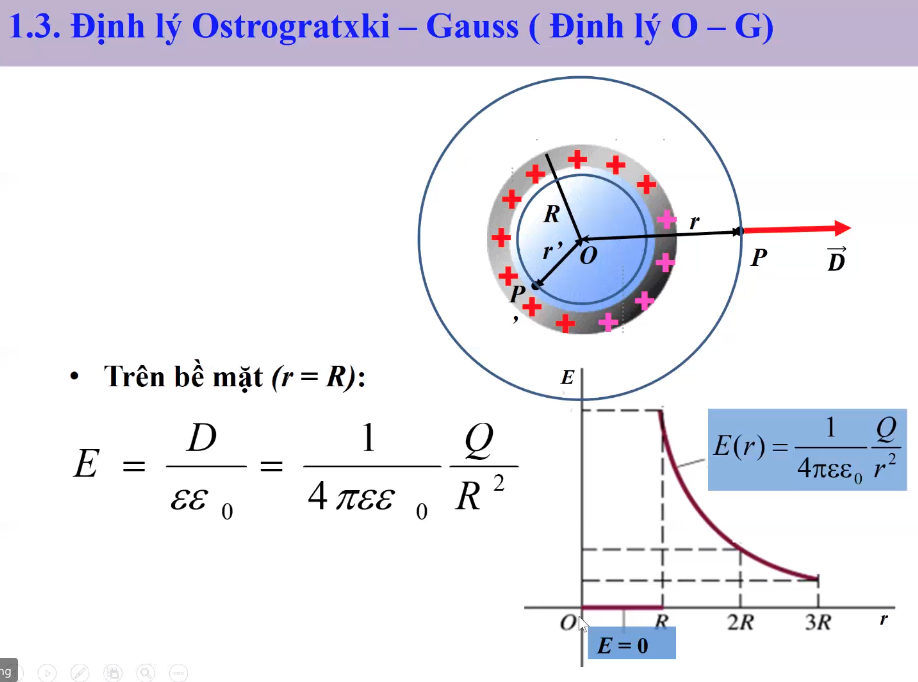 1.3. Định lý Ostrogratxki – Gauss ( Định lý O – G)
R
r
r’
O
P
P
’
D⃗
• Trên bề mặt (r = R):
E = D / εε₀ = 1 / 4πεε₀ Q / R²
E
E(r) = 1 / 4πεε₀ Q / r²
O
R
2R
3R
r
E = 0
ng